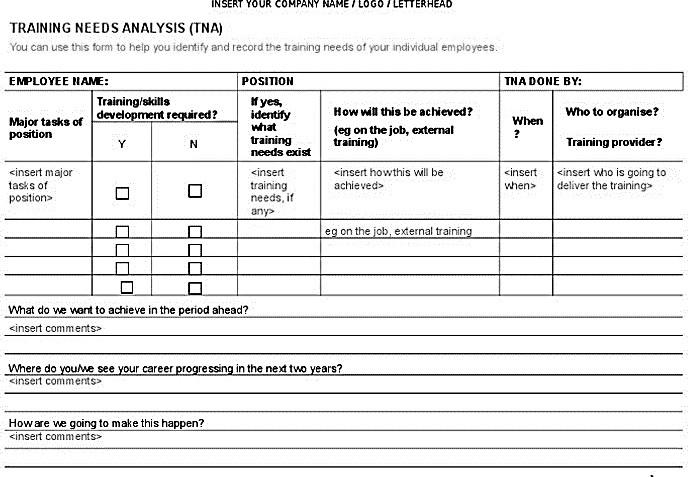 INSERT YOUR COMPANY NAME / LOGO / LETTERHEAD
TRAINING NEEDS ANALYSIS (TNA)
You can use this form to help you identify and record the training needs of your individual employees.
EMPLOYEE NAME: POSITION TNA DONE BY:
Major tasks of position
Training/skills development required?
Y N
If yes, identify what training needs exist
How will this be achieved?
(eg on the job, external training)
When ?
Who to organise?
Training provider?
<insert major tasks of position>
<insert training needs, if any>
<insert how this will be achieved>
<insert when>
<insert who is going to deliver the training>
eg on the job, external training
What do we want to achieve in the period ahead?
<insert comments>
Where do you/we see your career progressing in the next two years?
<insert comments>
How are we going to make this happen?
<insert comments>